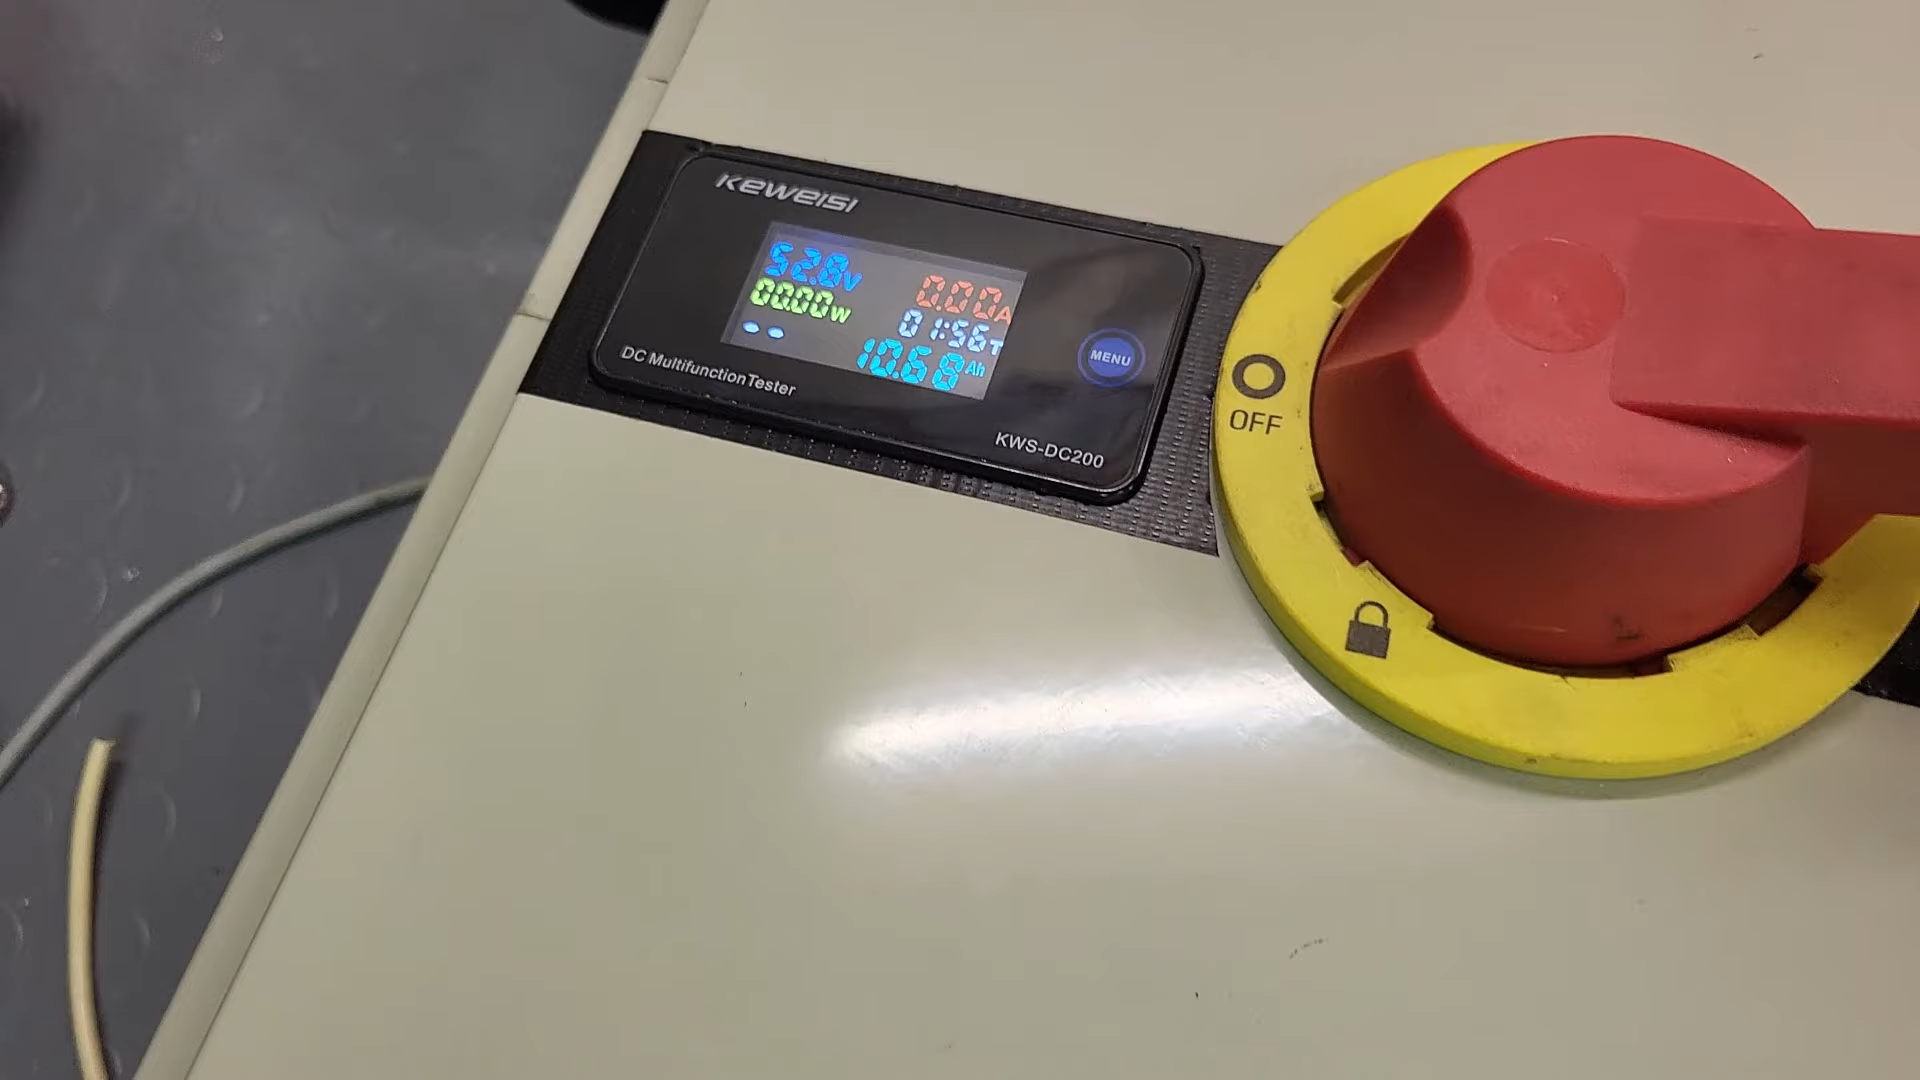 KEWEISI
52.8V
0.00A
00.00W
01:56T
10.68Ah
MENU
DC Multifunction Tester
KWS-DC200
OFF